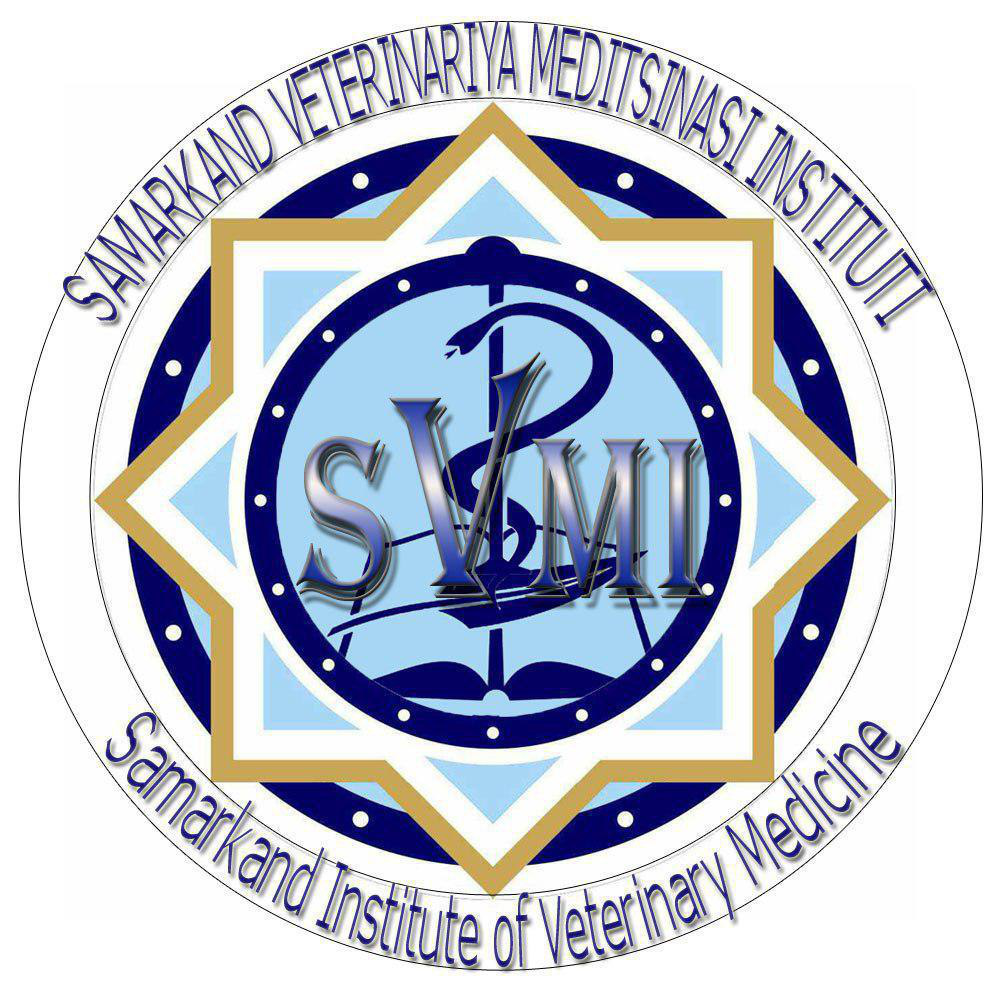 SAMARKAND VETERINARIYA MEDITSINASI INSTITUTI
SVMI
Samarkand Institute of Veterinary Medicine